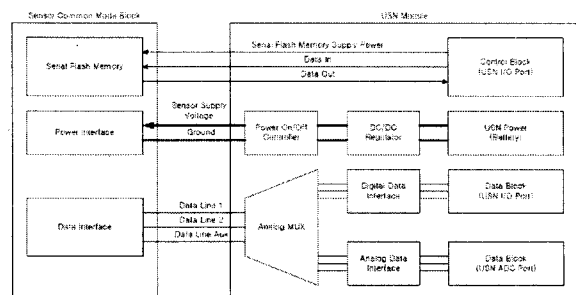 Sensor Common Mode Block
USN Module
Serial Flash Memory
Serial Flash Memory Supply Power
Data In
Data Out
Control Block
(USN I/O Port)
Power Interface
Sensor Supply
Voltage
Ground
Power On/Off
Controller
DC/DC
Regulator
USN Power
(Battery)
Data Interface
Data Line 1
Data Line 2
Data Line Aux
Analog MUX
Digital Data
Interface
Data Block
(USN I/O Port)
Analog Data
Interface
Data Block
(USN ADC Port)